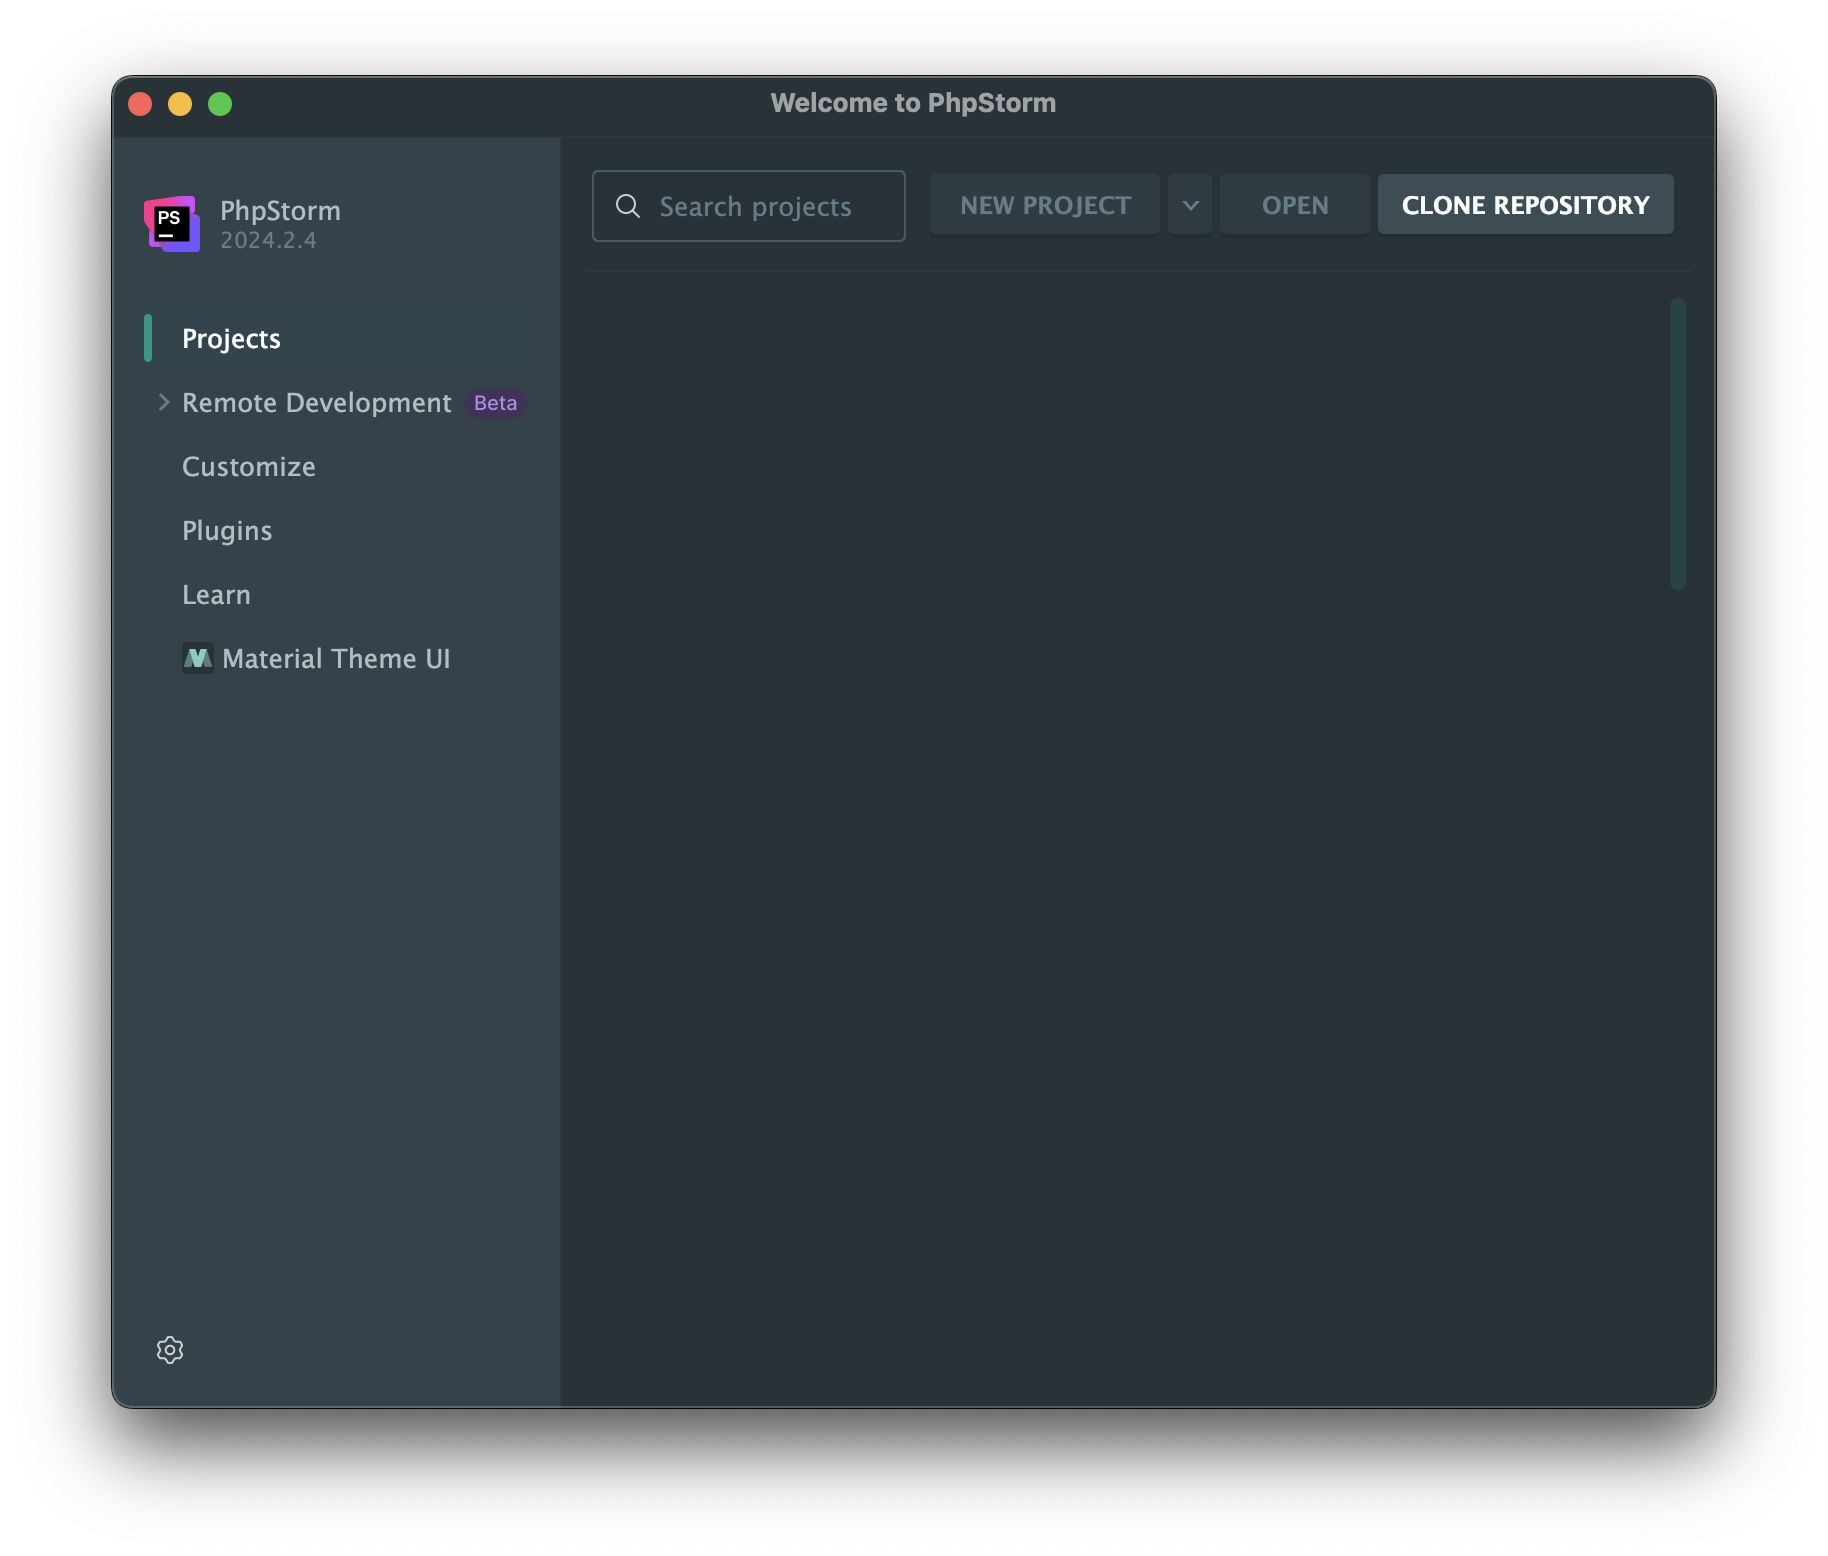 Welcome to PhpStorm
PS
PhpStorm
2024.2.4
Search projects
NEW PROJECT
OPEN
CLONE REPOSITORY
Projects
Remote Development Beta
Customize
Plugins
Learn
Material Theme UI